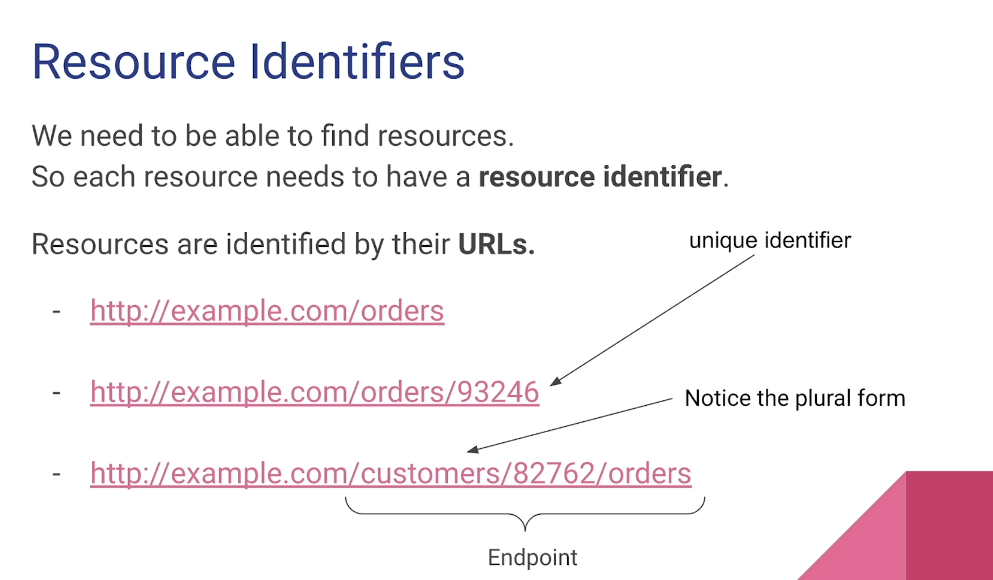 Resource Identifiers
We need to be able to find resources.
So each resource needs to have a resource identifier.
Resources are identified by their URLs.
unique identifier
- http://example.com/orders
- http://example.com/orders/93246
Notice the plural form
- http://example.com/customers/82762/orders
Endpoint